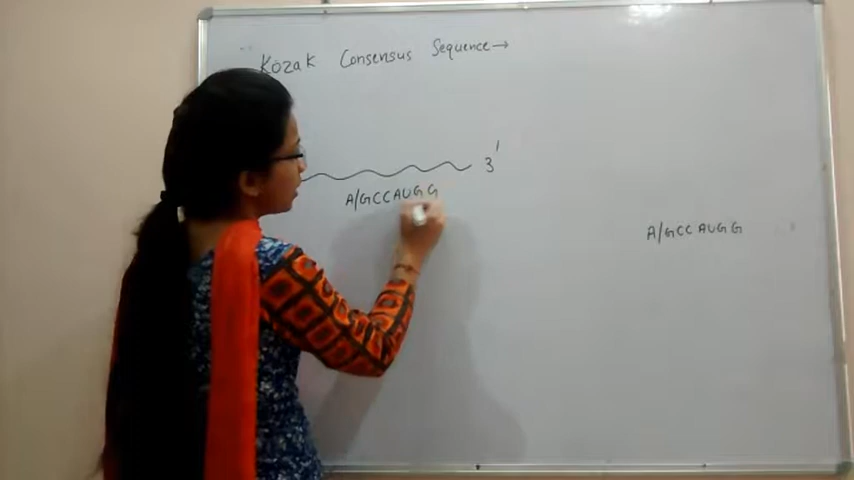 Kozak Consensus Sequence →
3'
A/GCCAUGG
A/GCCAUGG